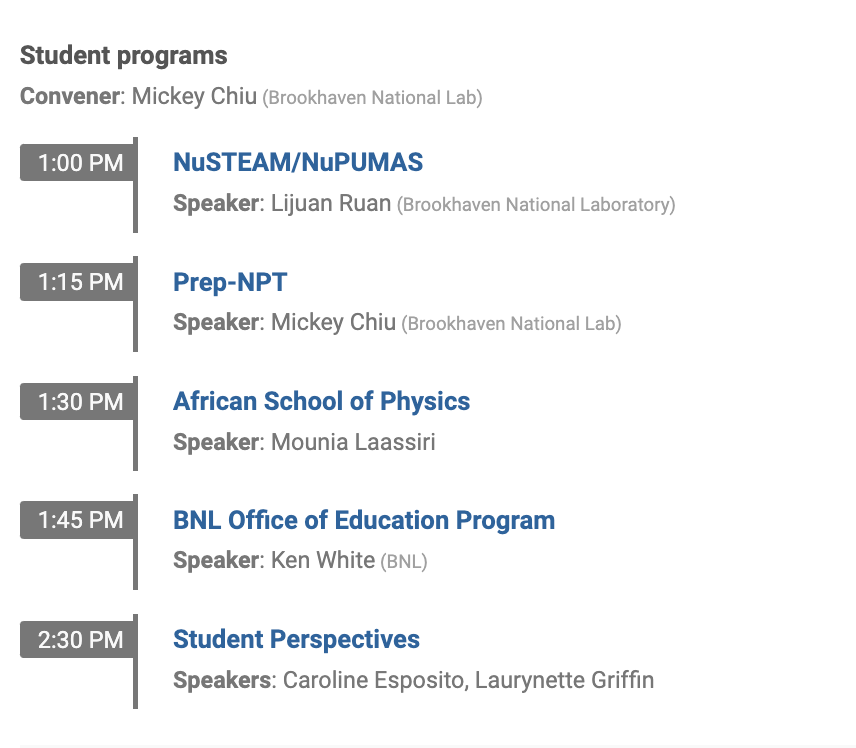 Student programs
Convener: Mickey Chiu (Brookhaven National Lab)
1:00 PM
NuSTEAM/NuPUMAS
Speaker: Lijuan Ruan (Brookhaven National Laboratory)
1:15 PM
Prep-NPT
Speaker: Mickey Chiu (Brookhaven National Lab)
1:30 PM
African School of Physics
Speaker: Mounia Laassiri
1:45 PM
BNL Office of Education Program
Speaker: Ken White (BNL)
2:30 PM
Student Perspectives
Speakers: Caroline Esposito, Laurynette Griffin